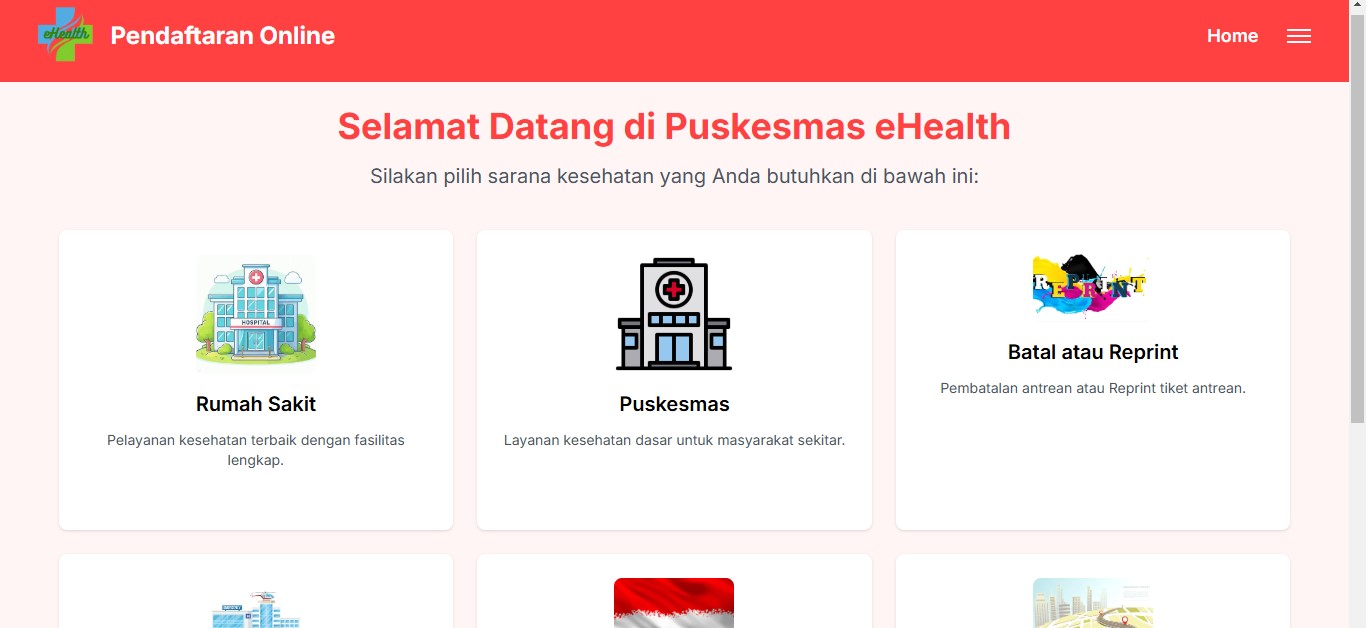 eHealth
Pendaftaran Online
Home
Selamat Datang di Puskesmas eHealth
Silakan pilih sarana kesehatan yang Anda butuhkan di bawah ini:
HOSPITAL
REPRINT
Rumah Sakit
Puskesmas
Batal atau Reprint
Pelayanan kesehatan terbaik dengan fasilitas
lengkap.
Layanan kesehatan dasar untuk masyarakat sekitar.
Pembatalan antrean atau Reprint tiket antrean.